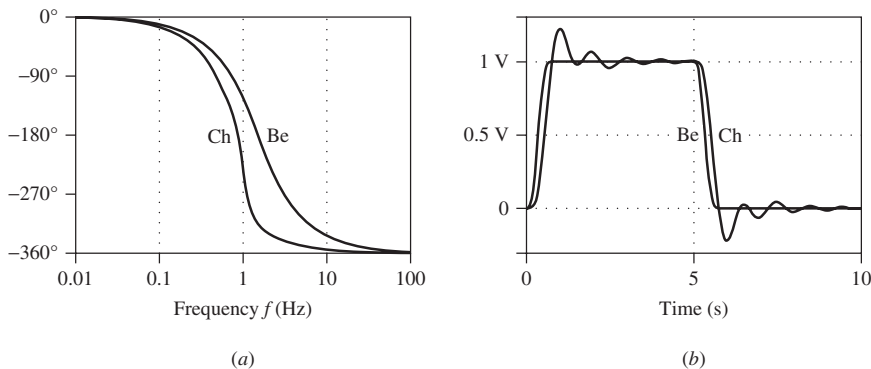 0°
−90°
−180°
−270°
−360°
Ch
Be
0.01
0.1
1
10
100
Frequency f (Hz)
(a)
1 V
0.5 V
0
Be
Ch
0
5
10
Time (s)
(b)